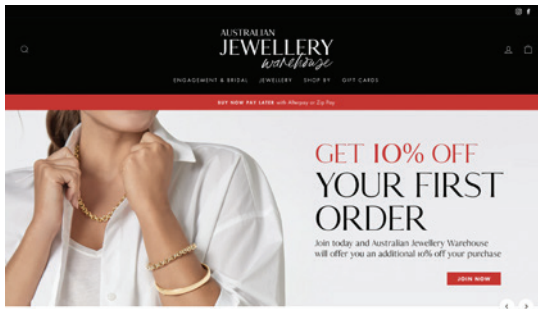 AUSTRALIAN
JEWELLERY
warehouse
ENGAGEMENT & BRIDAL JEWELLERY SHOP BY GIFT CARDS
BUY NOW PAY LATER with Afterpay or Zip Pay
GET 10% OFF
YOUR FIRST
ORDER
Join today and Australian Jewellery Warehouse
will offer you an additional 10% off your purchase
JOIN NOW